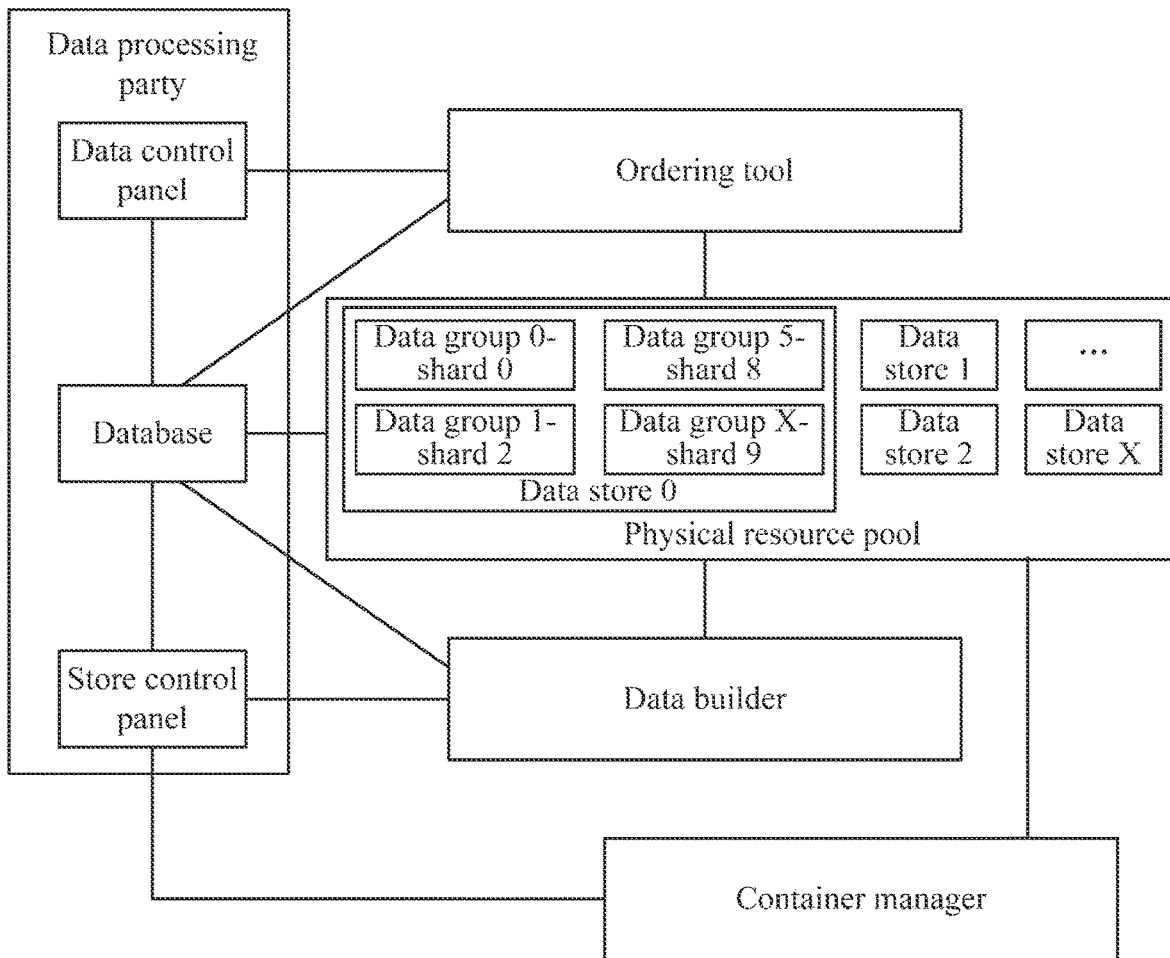 Data processing
party
Data control
panel
Ordering tool
Data group 0-
shard 0
Data group 5-
shard 8
Data
store 1
...
Database
Data group 1-
shard 2
Data group X-
shard 9
Data
store 2
Data
store X
Data store 0
Physical resource pool
Store control
panel
Data builder
Container manager